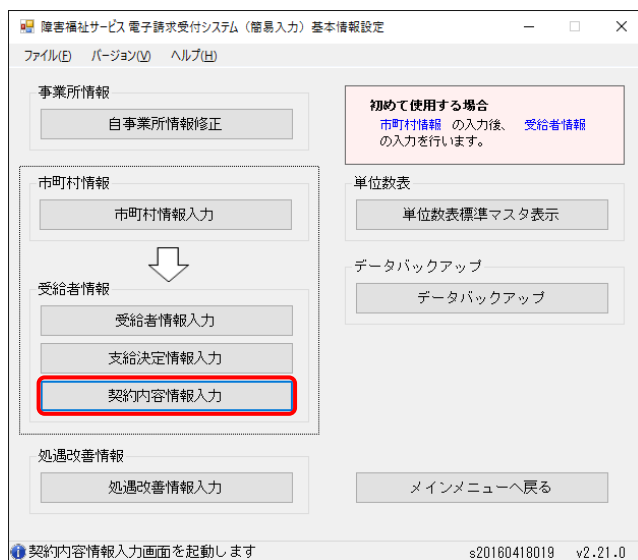 障害福祉サービス 電子請求受付システム（簡易入力）基本情報設定
ファイル(F) バージョン(V) ヘルプ(H)
事業所情報
自事業所情報修正
初めて使用する場合
市町村情報 の入力後、 受給者情報
の入力を行います。
市町村情報
市町村情報入力
単位数表
単位数表標準マスタ表示
データバックアップ
データバックアップ
受給者情報
受給者情報入力
支給決定情報入力
契約内容情報入力
処遇改善情報
処遇改善情報入力
メインメニューへ戻る
契約内容情報入力画面を起動します
s20160418019 v2.21.0